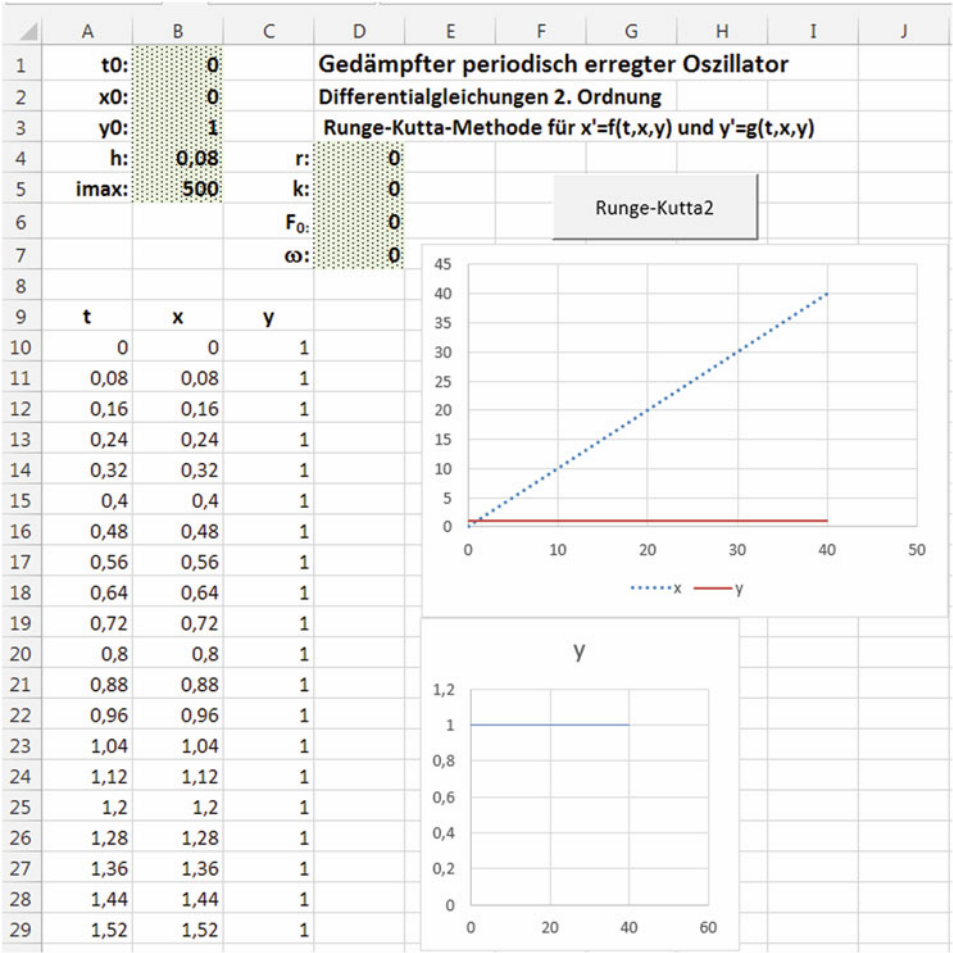 A B C D E F G H I J
1 t0: 0 Gedämpfter periodisch erregter Oszillator
2 x0: 0 Differentialgleichungen 2. Ordnung
3 y0: 1 Runge-Kutta-Methode für x'=f(t,x,y) und y'=g(t,x,y)
4 h: 0,08 r: 0
5 imax: 500 k: 0
Runge-Kutta2
6 F₀: 0
7 ω: 0
8
9 t x y
10 0 0 1
11 0,08 0,08 1
12 0,16 0,16 1
13 0,24 0,24 1
14 0,32 0,32 1
15 0,4 0,4 1
16 0,48 0,48 1
17 0,56 0,56 1
18 0,64 0,64 1
19 0,72 0,72 1
20 0,8 0,8 1
21 0,88 0,88 1
22 0,96 0,96 1
23 1,04 1,04 1
24 1,12 1,12 1
25 1,2 1,2 1
26 1,28 1,28 1
27 1,36 1,36 1
28 1,44 1,44 1
29 1,52 1,52 1
45
40
35
30
25
20
15
10
5
0
0 10 20 30 40 50
x y
y
1,2
1
0,8
0,6
0,4
0,2
0
0 20 40 60